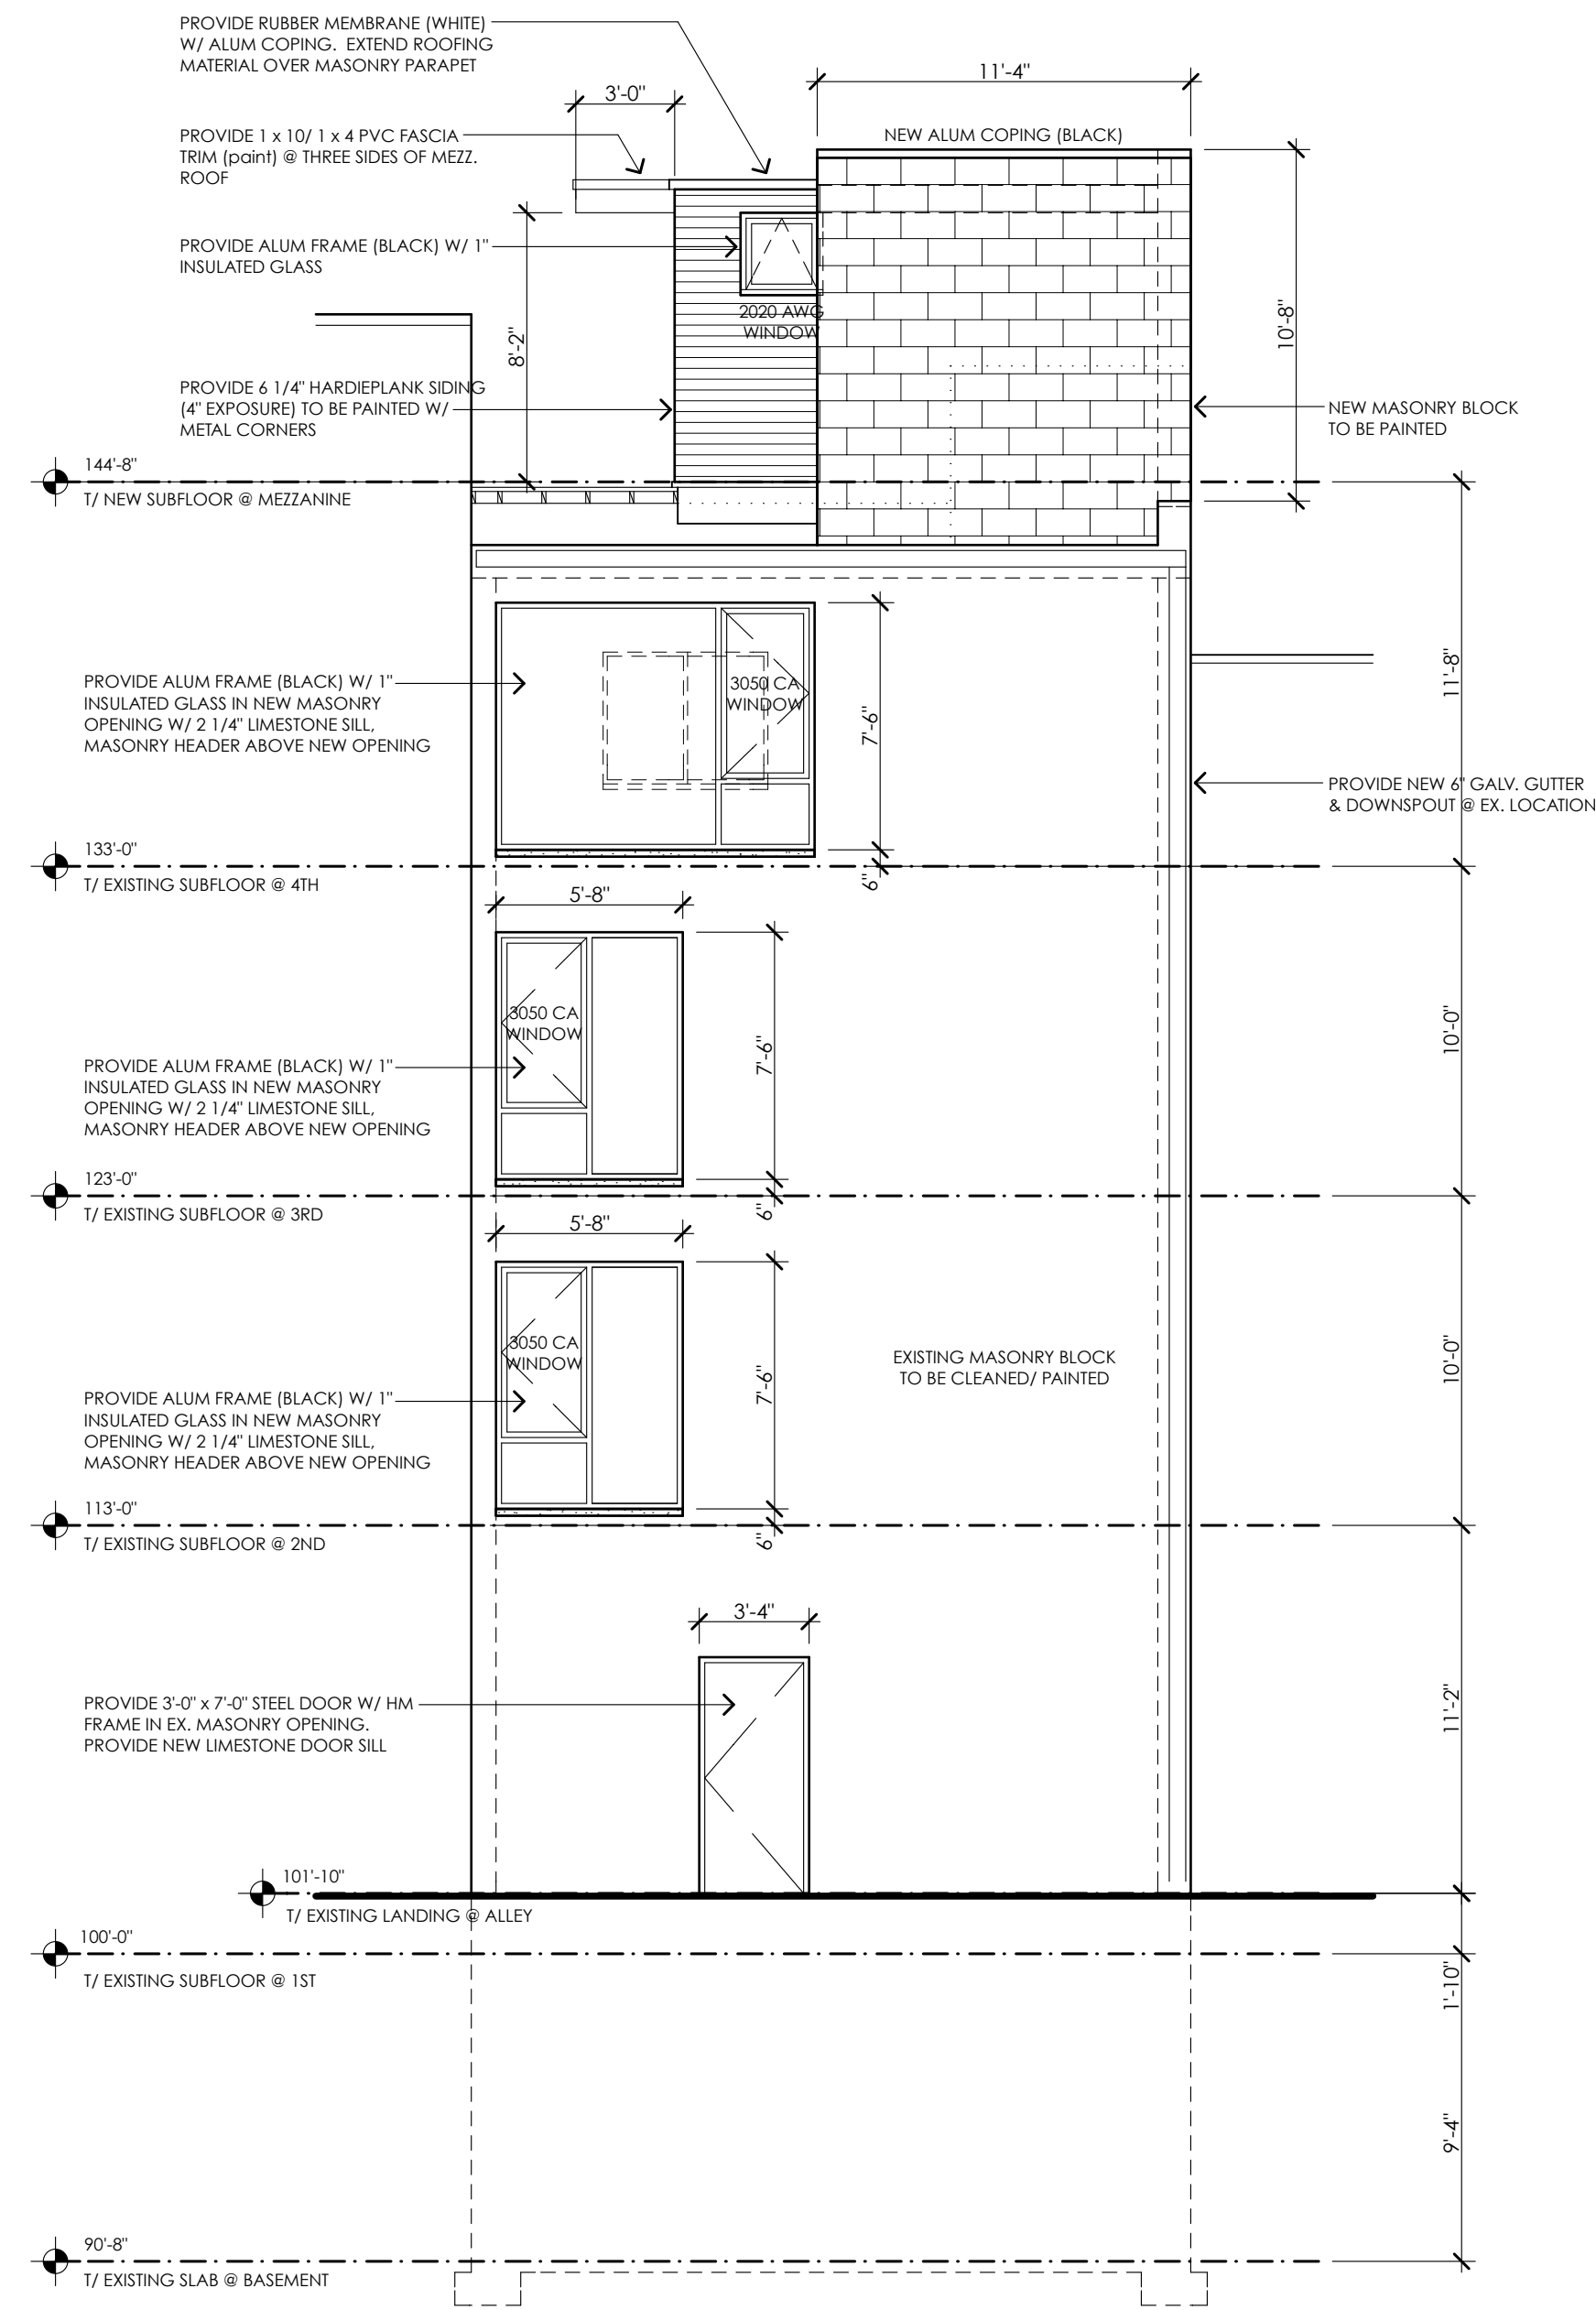 PROVIDE RUBBER MEMBRANE (WHITE)
W/ ALUM COPING.  EXTEND ROOFING
MATERIAL OVER MASONRY PARAPET
11'-4"
3'-0"
PROVIDE 1 x 10/ 1 x 4 PVC FASCIA
TRIM (paint) @ THREE SIDES OF MEZZ.
ROOF
NEW ALUM COPING (BLACK)
PROVIDE ALUM FRAME (BLACK) W/ 1"
INSULATED GLASS
2020 AWG
WINDOW
8'-2"
10'-8"
PROVIDE 6 1/4" HARDIEPLANK SIDING
(4" EXPOSURE) TO BE PAINTED W/
METAL CORNERS
NEW MASONRY BLOCK
TO BE PAINTED
144'-8"
T/ NEW SUBFLOOR @ MEZZANINE
PROVIDE ALUM FRAME (BLACK) W/ 1"
INSULATED GLASS IN NEW MASONRY
OPENING W/ 2 1/4" LIMESTONE SILL,
MASONRY HEADER ABOVE NEW OPENING
3050 CA
WINDOW
7'-6"
11'-8"
PROVIDE NEW 6" GALV. GUTTER
& DOWNSPOUT @ EX. LOCATION
133'-0"
T/ EXISTING SUBFLOOR @ 4TH
6"
5'-8"
3050 CA
WINDOW
7'-6"
10'-0"
PROVIDE ALUM FRAME (BLACK) W/ 1"
INSULATED GLASS IN NEW MASONRY
OPENING W/ 2 1/4" LIMESTONE SILL,
MASONRY HEADER ABOVE NEW OPENING
123'-0"
T/ EXISTING SUBFLOOR @ 3RD
6"
5'-8"
3050 CA
WINDOW
7'-6"
10'-0"
EXISTING MASONRY BLOCK
TO BE CLEANED/ PAINTED
PROVIDE ALUM FRAME (BLACK) W/ 1"
INSULATED GLASS IN NEW MASONRY
OPENING W/ 2 1/4" LIMESTONE SILL,
MASONRY HEADER ABOVE NEW OPENING
113'-0"
T/ EXISTING SUBFLOOR @ 2ND
6"
3'-4"
PROVIDE 3'-0" x 7'-0" STEEL DOOR W/ HM
FRAME IN EX. MASONRY OPENING.
PROVIDE NEW LIMESTONE DOOR SILL
11'-2"
101'-10"
T/ EXISTING LANDING @ ALLEY
100'-0"
T/ EXISTING SUBFLOOR @ 1ST
1'-10"
9'-4"
90'-8"
T/ EXISTING SLAB @ BASEMENT